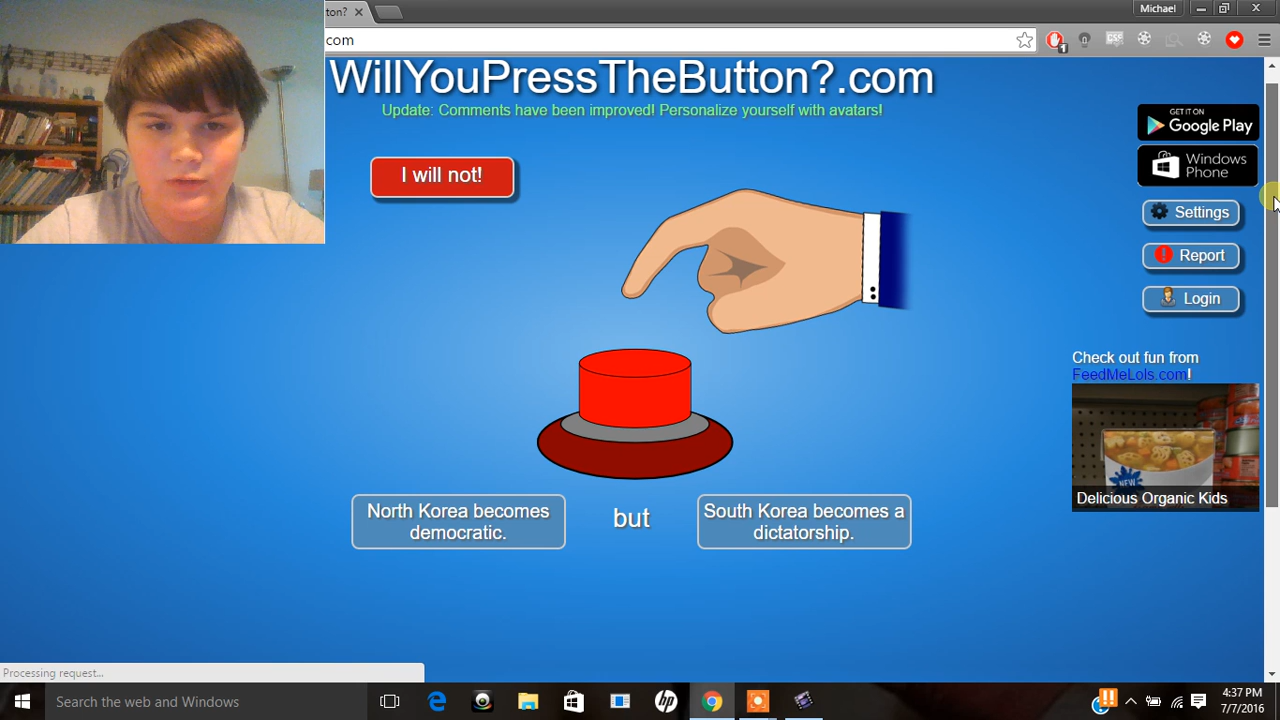 ton?
Michael
com
1
GSF
WillYouPressTheButton?.com
Update: Comments have been improved! Personalize yourself with avatars!
GET IT ON
Google Play
I will not!
Windows
Phone
Settings
Report
Login
Check out fun from
FeedMeLols.com!
NEW
Delicious Organic Kids
North Korea becomes
democratic.
but
South Korea becomes a
dictatorship.
Processing request...
Search the web and Windows
hp
4:37 PM
7/7/2016